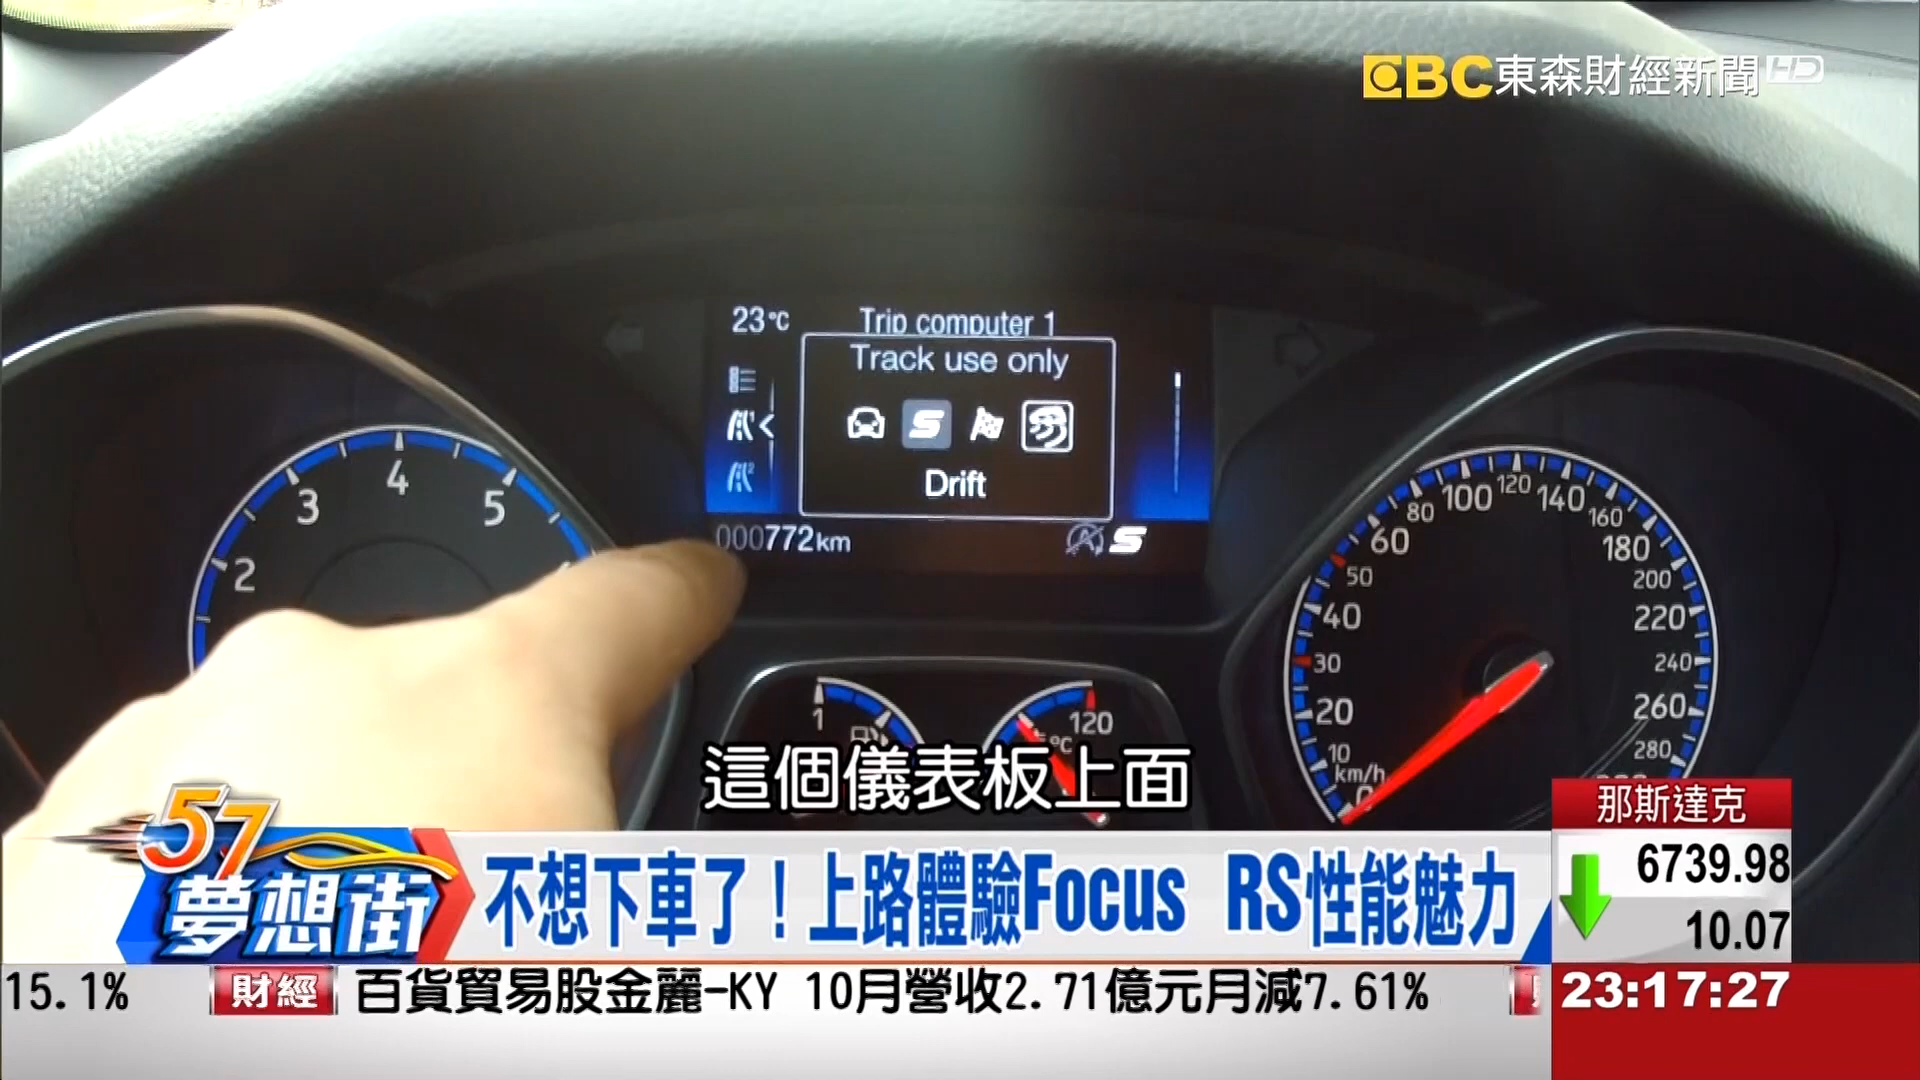 EBC東森財經新聞HD
23°C
Trip computer 1
Track use only
S
Drift
000772km
S
2
3
4
5
10
20
30
40
50
60
80
100
120
140
160
180
200
220
240
260
280
km/h
0
1
120
°C
這個儀表板上面
57夢想街
不想下車了！上路體驗Focus RS性能魅力
那斯達克
6739.98
10.07
15.1%
財經
百貨貿易股金麗-KY 10月營收2.71億元月減7.61%
23:17:27